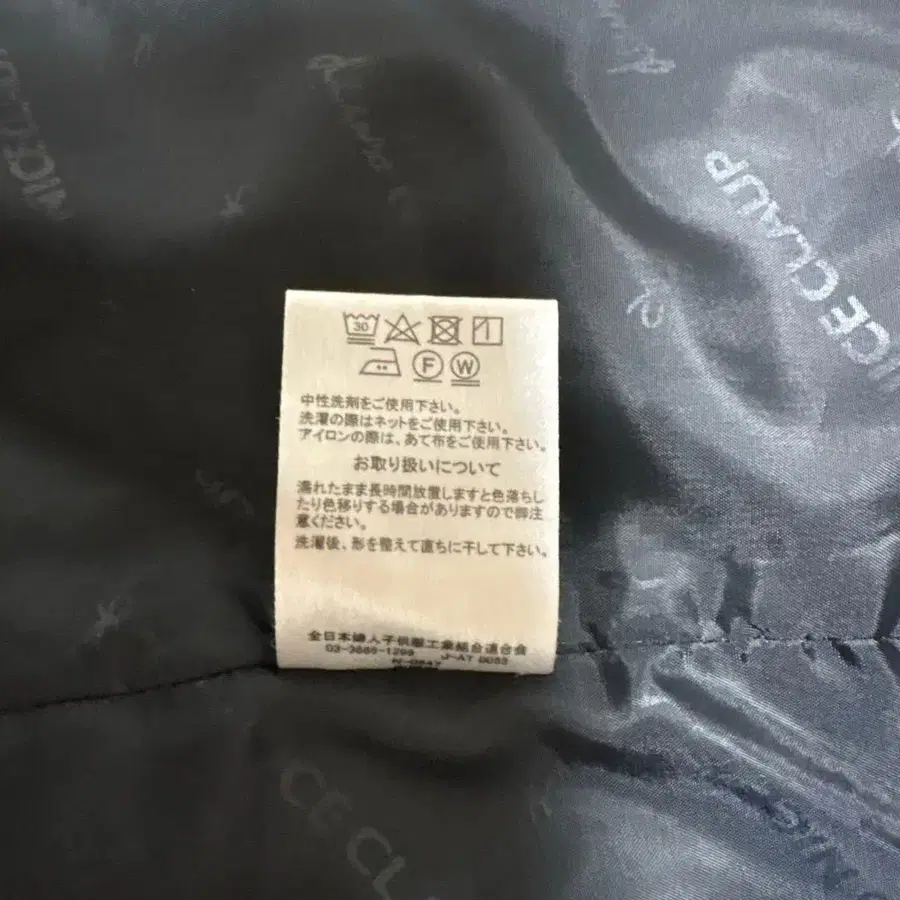 NICE CLAUP
30
F W
中性洗剤をご使用下さい。
洗濯の際はネットをご使用下さい。
アイロンの際は、あて布をご使用下さい。
お取り扱いについて
濡れたまま長時間放置しますと色落ちし
たり色移りする場合がありますので御注
意ください。
洗濯後、形を整えて直ちに干して下さい。
全日本婦人子供服工業組合連合会
J-AT 0053
CE CL